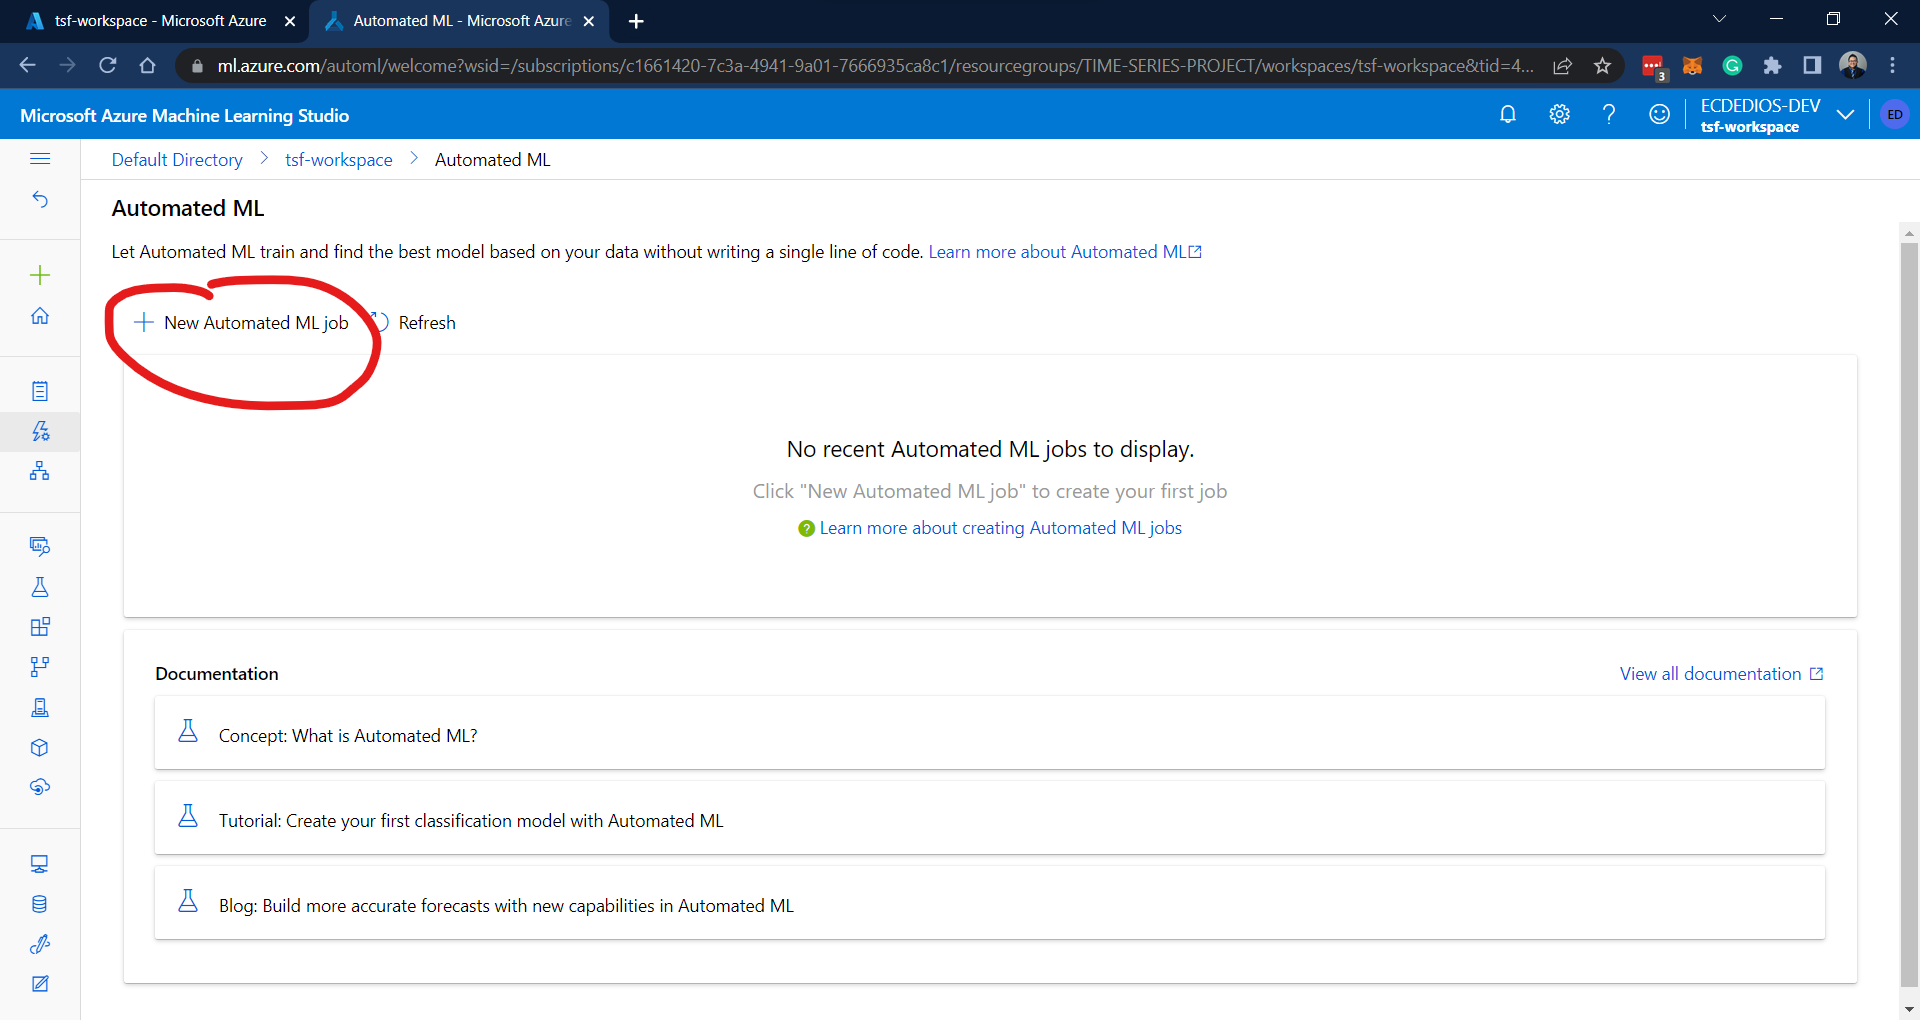 tsf-workspace - Microsoft Azure
Automated ML - Microsoft Azure
ml.azure.com/automl/welcome?wsid=/subscriptions/c1661420-7c3a-4941-9a01-7666935ca8c1/resourcegroups/TIME-SERIES-PROJECT/workspaces/tsf-workspace&tid=4...
3
Microsoft Azure Machine Learning Studio
ECDEDIOS-DEV
tsf-workspace
ED
Default Directory > tsf-workspace > Automated ML
Automated ML
Let Automated ML train and find the best model based on your data without writing a single line of code. Learn more about Automated ML
New Automated ML job
Refresh
No recent Automated ML jobs to display.
Click "New Automated ML job" to create your first job
Learn more about creating Automated ML jobs
Documentation
View all documentation
Concept: What is Automated ML?
Tutorial: Create your first classification model with Automated ML
Blog: Build more accurate forecasts with new capabilities in Automated ML